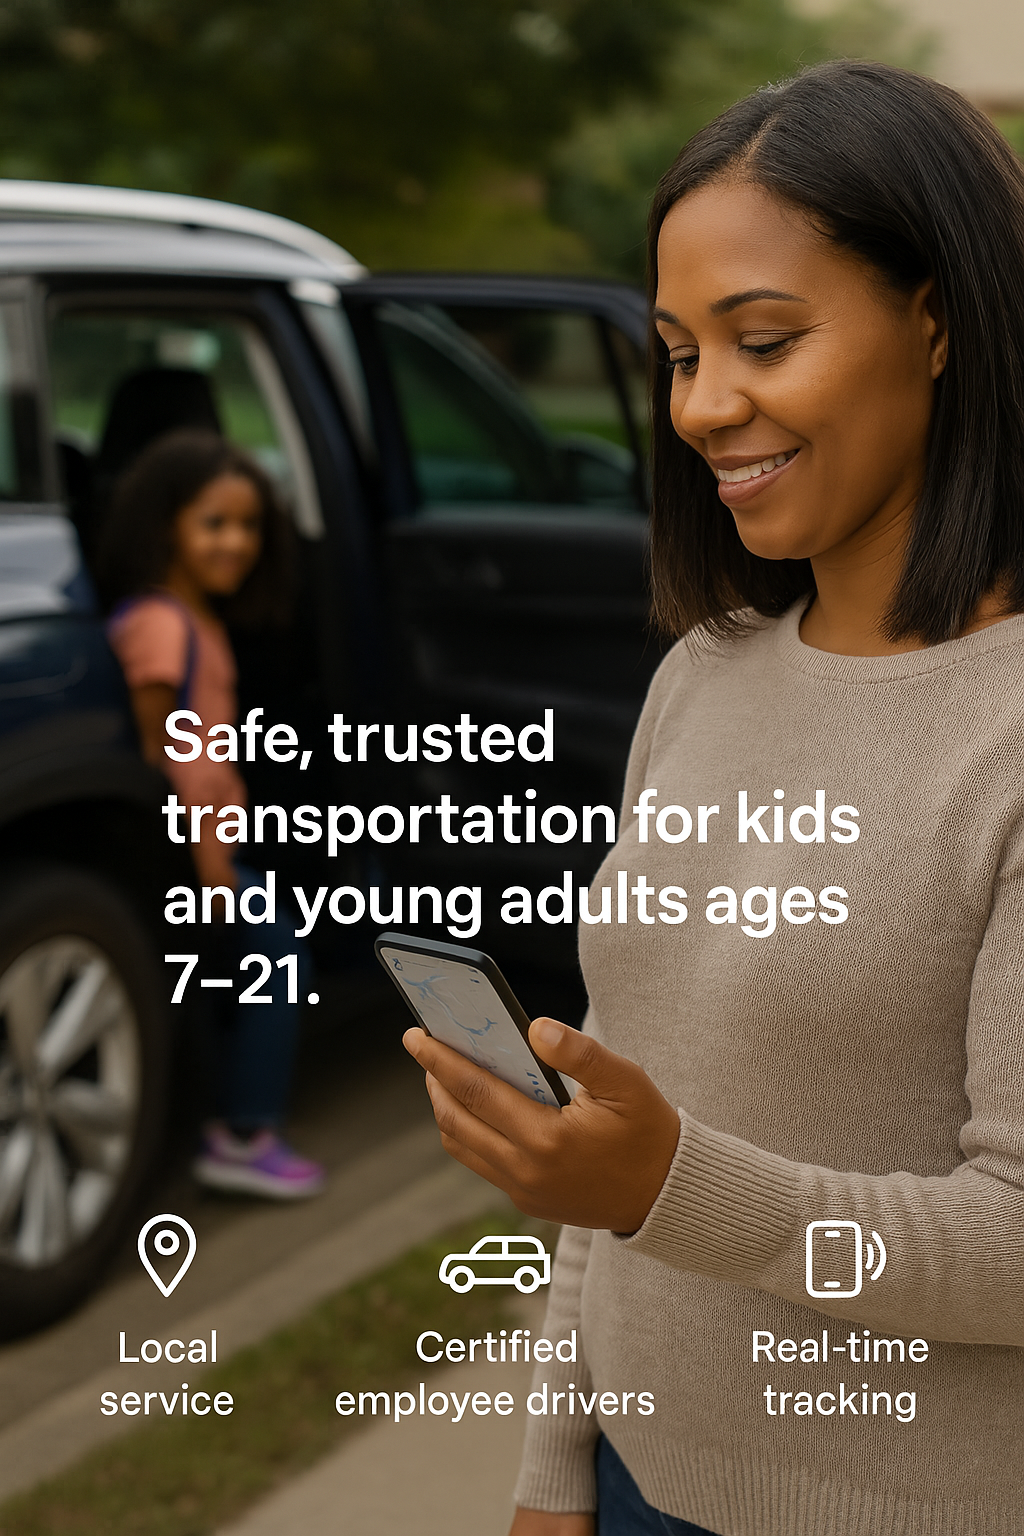 Safe, trusted
transportation for kids
and young adults ages
7–21.
Local
service
Certified
employee drivers
Real-time
tracking